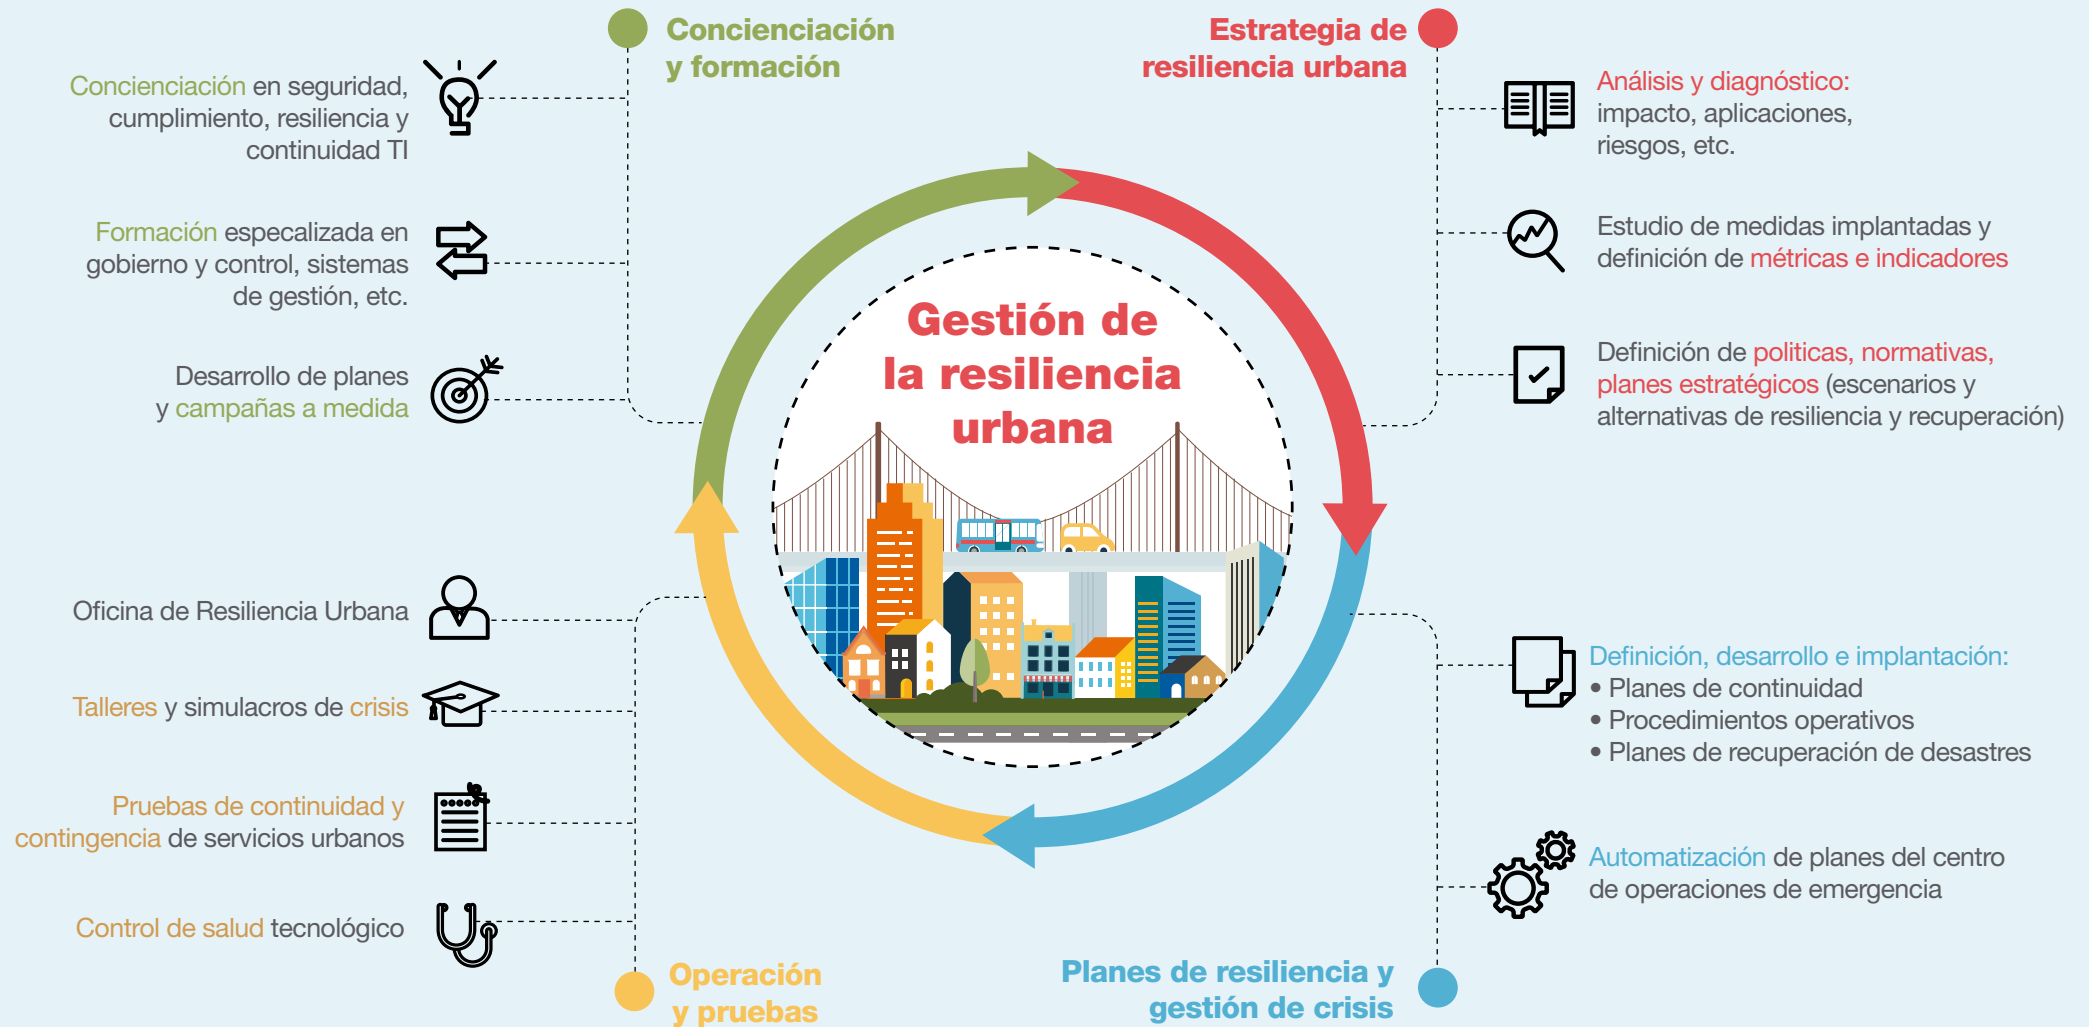 Concienciación
y formación
Concienciación en seguridad,
cumplimiento, resiliencia y
continuidad TI
Formación especalizada en
gobierno y control, sistemas
de gestión, etc.
Desarrollo de planes
y campañas a medida
Estrategia de
resiliencia urbana
Análisis y diagnóstico:
impacto, aplicaciones,
riesgos, etc.
Estudio de medidas implantadas y
definición de métricas e indicadores
Definición de politicas, normativas,
planes estratégicos (escenarios y
alternativas de resiliencia y recuperación)
Gestión de
la resiliencia
urbana
Oficina de Resiliencia Urbana
Talleres y simulacros de crisis
Pruebas de continuidad y
contingencia de servicios urbanos
Control de salud tecnológico
Operación
y pruebas
Definición, desarrollo e implantación:
• Planes de continuidad
• Procedimientos operativos
• Planes de recuperación de desastres
Automatización de planes del centro
de operaciones de emergencia
Planes de resiliencia y
gestión de crisis